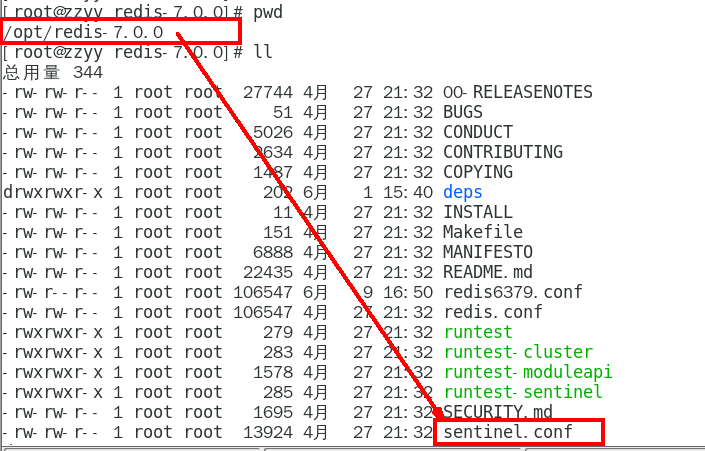 [root@zzyy redis-7.0.0]# pwd
/opt/redis-7.0.0
[root@zzyy redis-7.0.0]# ll
总用量 344
-rw-rw-r-- 1 root root 27744 4月 27 21:32 00-RELEASENOTES
-rw-rw-r-- 1 root root 51 4月 27 21:32 BUGS
-rw-rw-r-- 1 root root 5026 4月 27 21:32 CONDUCT
-rw-rw-r-- 1 root root 2634 4月 27 21:32 CONTRIBUTING
-rw-rw-r-- 1 root root 1487 4月 27 21:32 COPYING
drwxrwxr-x 1 root root 202 6月 1 15:40 deps
-rw-rw-r-- 1 root root 11 4月 27 21:32 INSTALL
-rw-rw-r-- 1 root root 151 4月 27 21:32 Makefile
-rw-rw-r-- 1 root root 6888 4月 27 21:32 MANIFESTO
-rw-rw-r-- 1 root root 22435 4月 27 21:32 README.md
-rw-r--r-- 1 root root 106547 6月 9 16:50 redis6379.conf
-rw-rw-r-- 1 root root 106547 4月 27 21:32 redis.conf
-rwxrwxr-x 1 root root 279 4月 27 21:32 runtest
-rwxrwxr-x 1 root root 283 4月 27 21:32 runtest-cluster
-rwxrwxr-x 1 root root 1578 4月 27 21:32 runtest-moduleapi
-rwxrwxr-x 1 root root 285 4月 27 21:32 runtest-sentinel
-rw-rw-r-- 1 root root 1695 4月 27 21:32 SECURITY.md
-rw-rw-r-- 1 root root 13924 4月 27 21:32 sentinel.conf